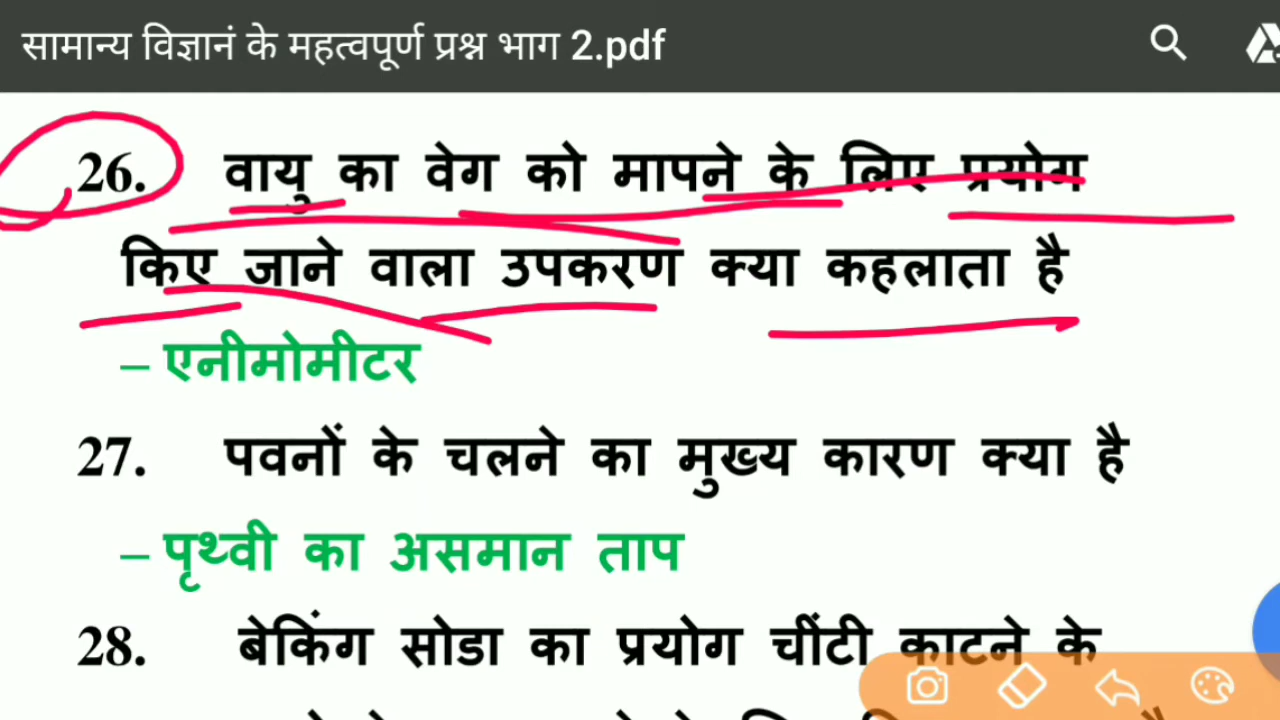 सामान्य विज्ञानं के महत्वपूर्ण प्रश्न भाग 2.pdf
26. वायु का वेग को मापने के लिए प्रयोग
किए जाने वाला उपकरण क्या कहलाता है
– एनीमोमीटर
27. पवनों के चलने का मुख्य कारण क्या है
– पृथ्वी का असमान ताप
28. बेकिंग सोडा का प्रयोग चींटी काटने के